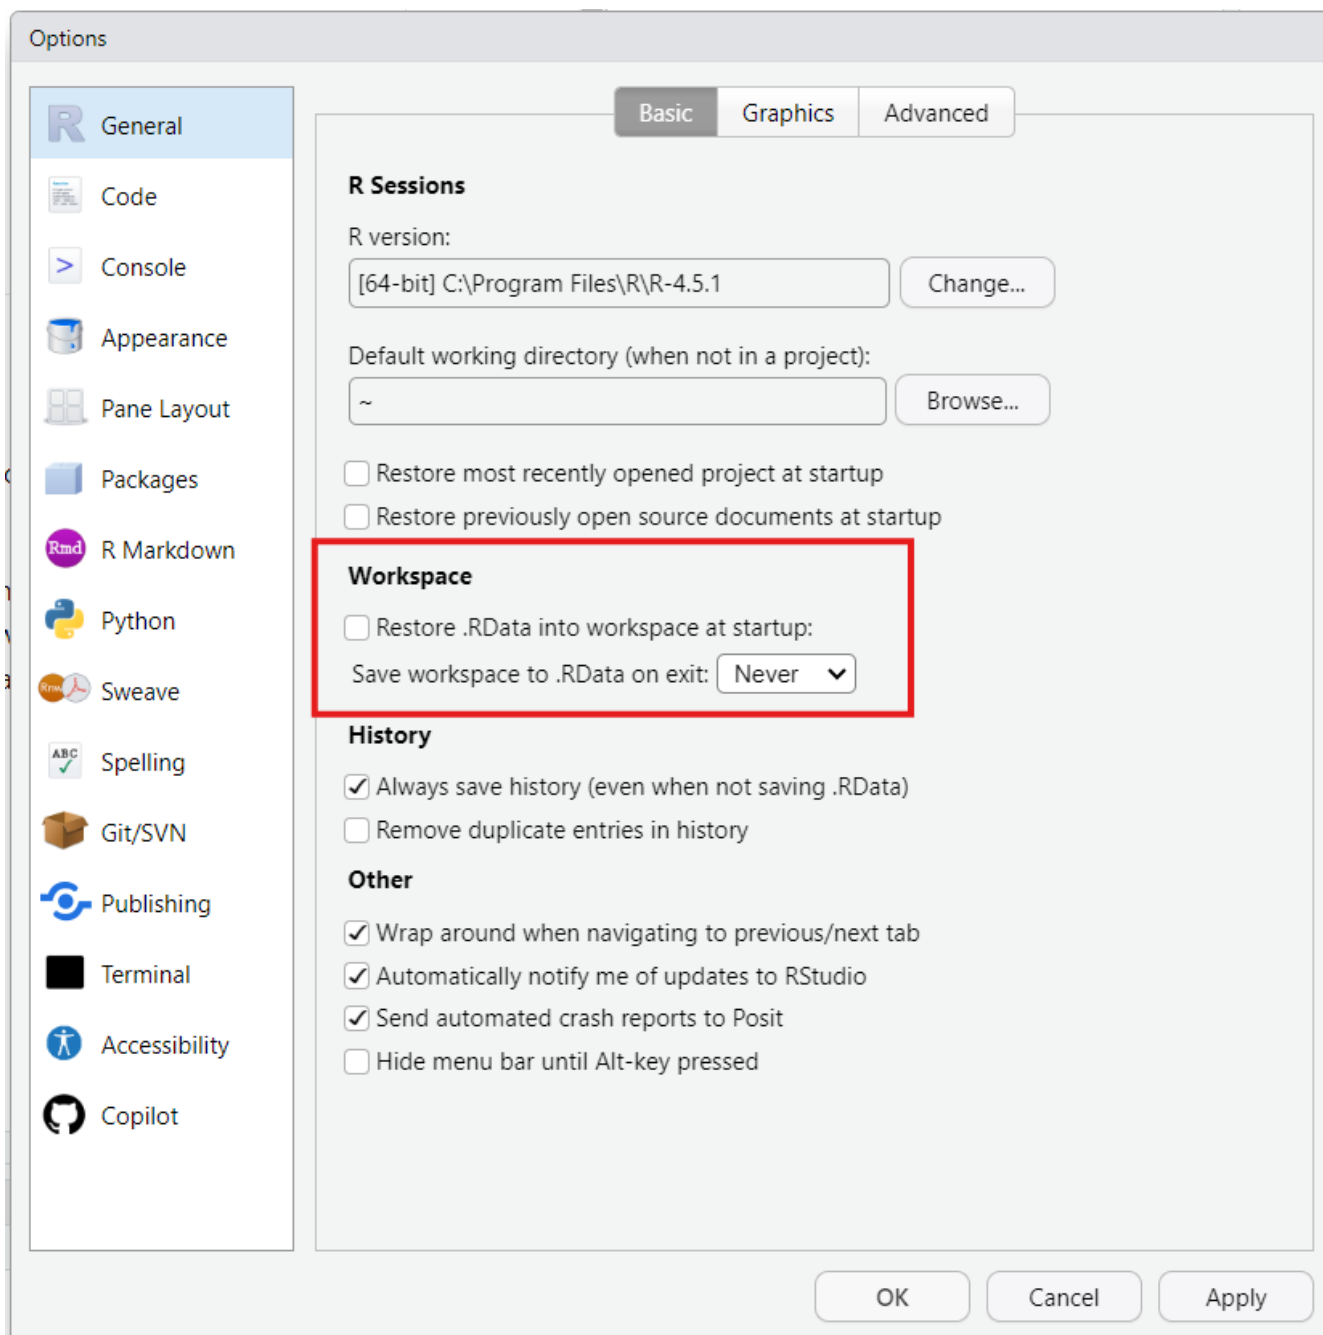 Options
General
Code
Console
Appearance
Pane Layout
Packages
Rmd R Markdown
Python
Rnw Sweave
ABC Spelling
Git/SVN
Publishing
Terminal
Accessibility
Copilot
Basic Graphics Advanced
R Sessions
R version:
[64-bit] C:\Program Files\R\R-4.5.1 Change...
Default working directory (when not in a project):
~ Browse...
Restore most recently opened project at startup
Restore previously open source documents at startup
Workspace
Restore .RData into workspace at startup:
Save workspace to .RData on exit: Never
History
Always save history (even when not saving .RData)
Remove duplicate entries in history
Other
Wrap around when navigating to previous/next tab
Automatically notify me of updates to RStudio
Send automated crash reports to Posit
Hide menu bar until Alt-key pressed
OK Cancel Apply